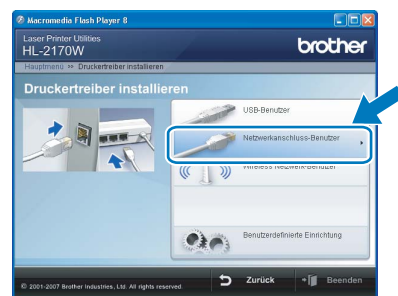 Macromedia Flash Player 8
Laser Printer Utilities
HL-2170W
brother
Hauptmenü >> Druckertreiber installieren
Druckertreiber installieren
USB-Benutzer
Netzwerkanschluss-Benutzer
Wireless Netzwerk-Benutzer
Benutzerdefinierte Einrichtung
© 2001-2007 Brother Industries, Ltd. All rights reserved.
Zurück
Beenden